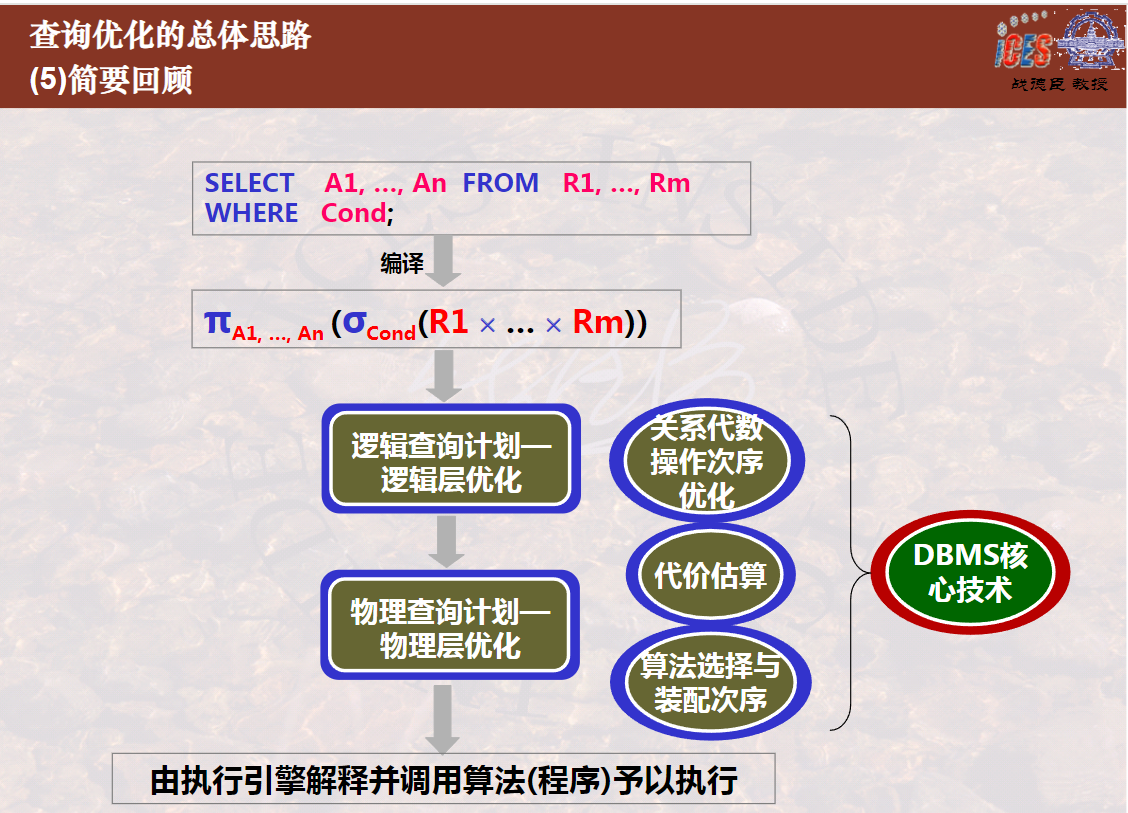 查询优化的总体思路
(5)简要回顾
iCES
战德臣 教授
SELECT A1, ..., An FROM R1, ..., Rm
WHERE Cond;
编译
π A1, ..., An (σ Cond(R1 × ... × Rm))
逻辑查询计划—
逻辑层优化
关系代数
操作次序
优化
物理查询计划—
物理层优化
代价估算
算法选择与
装配次序
DBMS核
心技术
由执行引擎解释并调用算法(程序)予以执行